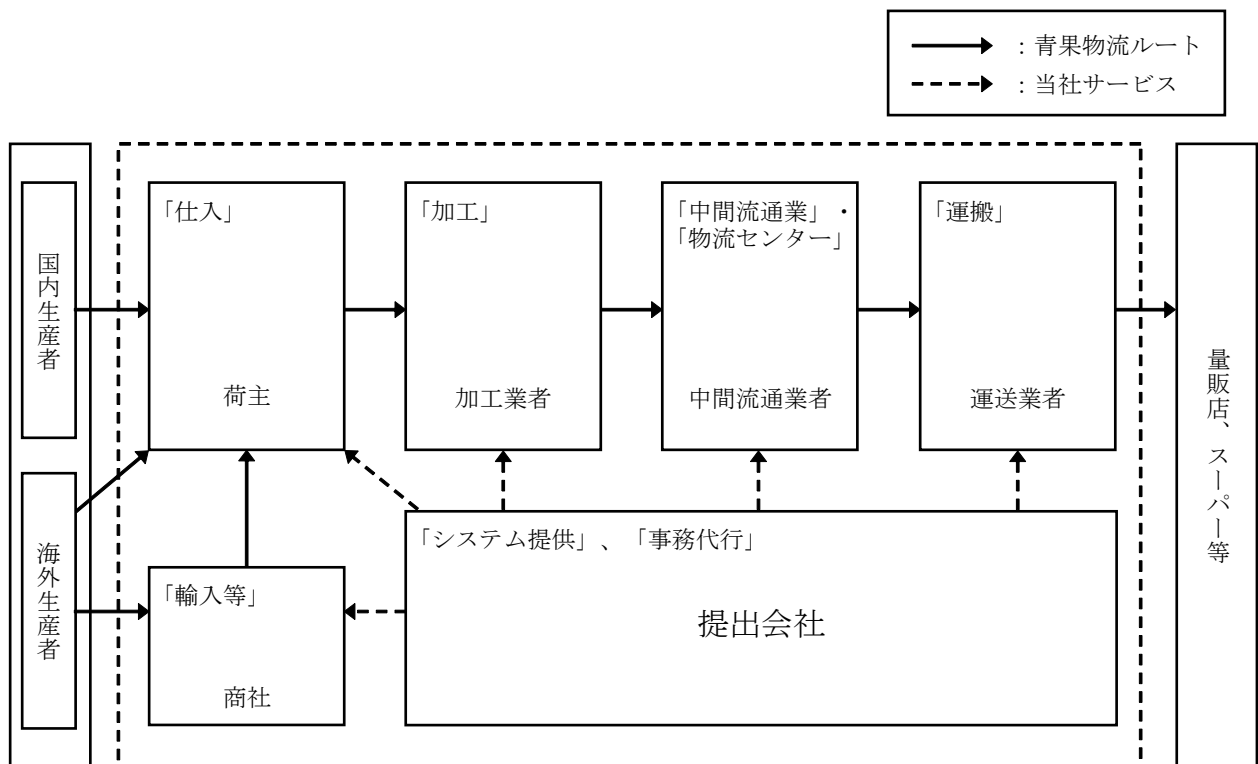 ：青果物流ルート
：当社サービス
国内生産者
海外生産者
「仕入」
荷主
「加工」
加工業者
「中間流通業」・
「物流センター」
中間流通業者
「運搬」
運送業者
「輸入等」
商社
「システム提供」、「事務代行」
提出会社
量販店、スーパー等